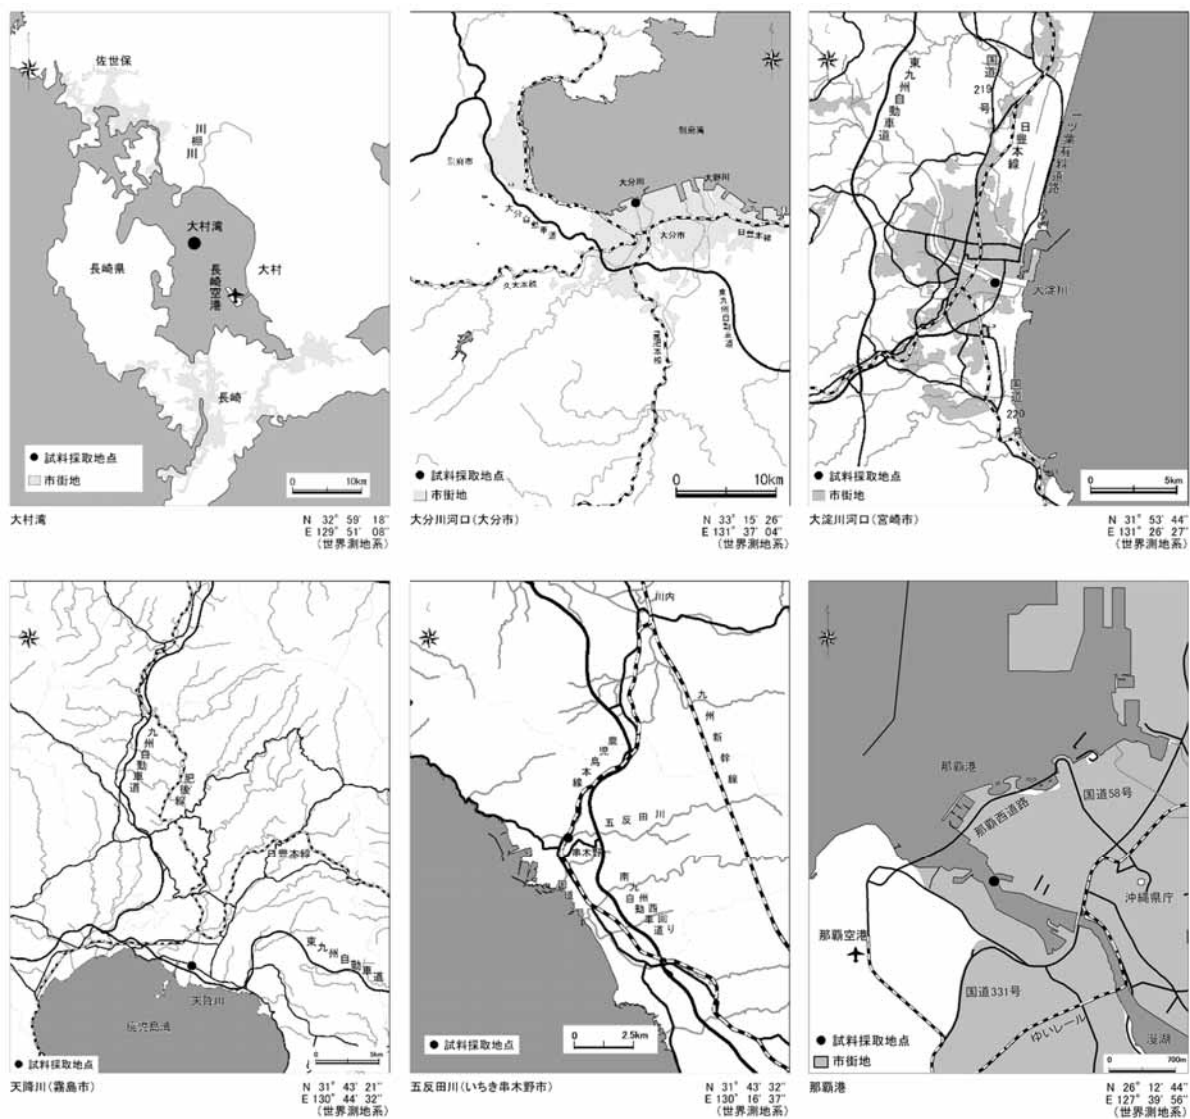 佐世保
川棚川
大村湾
長崎県
長崎空港
大村
長崎
● 試料採取地点
市街地
10km
大村湾
N 32° 59′ 18″
E 129° 51′ 08″
(世界測地系)
別府湾
別府市
大分川
大野川
大分自動車道
大分市
日豊本線
久大本線
東九州自動車道
豊肥本線
● 試料採取地点
市街地
0
10km
大分川河口(大分市)
N 33° 15′ 26″
E 131° 37′ 04″
(世界測地系)
東九州自動車道
国道219号
日豊本線
一ツ葉有料道路
大淀川
国道220号
● 試料採取地点
市街地
0
5km
大淀川河口(宮崎市)
N 31° 53′ 44″
E 131° 26′ 27″
(世界測地系)
九州自動車道
肥後線
日豊本線
東九州自動車道
天降川
鹿児島湾
● 試料採取地点
5km
天降川(霧島市)
N 31° 43′ 21″
E 130° 44′ 32″
(世界測地系)
川内
九州新幹線
鹿児島本線
五反田川
串木野
南九州西回り自動車道
● 試料採取地点
0
2.5km
五反田川(いちき串木野市)
N 31° 43′ 32″
E 130° 16′ 37″
(世界測地系)
那覇港
国道58号
那覇西道路
沖縄県庁
那覇空港
国道331号
ゆいレール
漫湖
● 試料採取地点
市街地
0
700m
那覇港
N 26° 12′ 44″
E 127° 39′ 56″
(世界測地系)